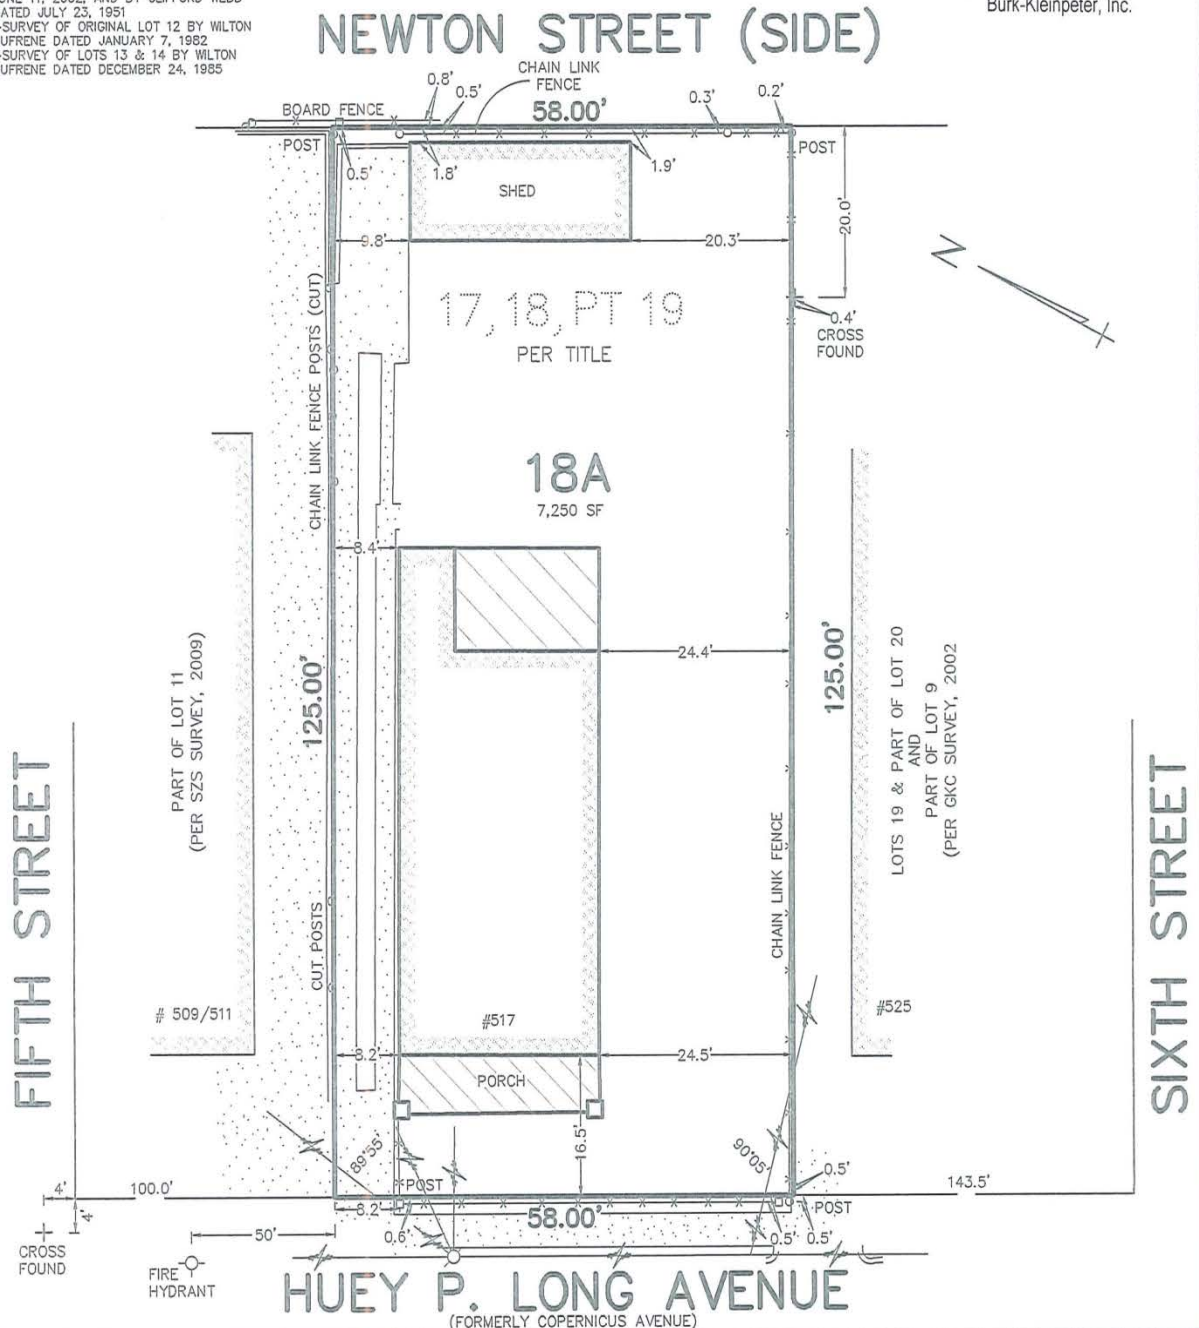 ATED JULY 23, 1951
-SURVEY OF ORIGINAL LOT 12 BY WILTON
UFRENE DATED JANUARY 7, 1982
-SURVEY OF LOTS 13 & 14 BY WILTON
UFRENE DATED DECEMBER 24, 1985
Burk-Kleinpeter, Inc.
NEWTON STREET (SIDE)
CHAIN LINK
FENCE
0.8'
0.5'
0.3'
0.2'
BOARD FENCE
58.00'
POST
POST
0.5'
1.8'
1.9'
SHED
20.0'
9.8'
20.3'
N
17, 18, PT 19
PER TITLE
0.4'
CROSS
FOUND
CHAIN LINK FENCE POSTS (CUT)
18A
7,250 SF
8.4'
24.4'
125.00'
125.00'
PART OF LOT 11
(PER SZS SURVEY, 2009)
LOTS 19 & PART OF LOT 20
AND
PART OF LOT 9
(PER GKC SURVEY, 2002
FIFTH STREET
SIXTH STREET
CUT POSTS
CHAIN LINK FENCE
# 509/511
#517
#525
8.2'
24.5'
PORCH
16.5'
89°55'
90°05'
POST
0.5'
4'
100.0'
143.5'
4'
8.2'
58.00'
POST
50'
0.6'
0.5'
0.5'
CROSS
FOUND
FIRE
HYDRANT
HUEY P. LONG AVENUE
(FORMERLY COPERNICUS AVENUE)